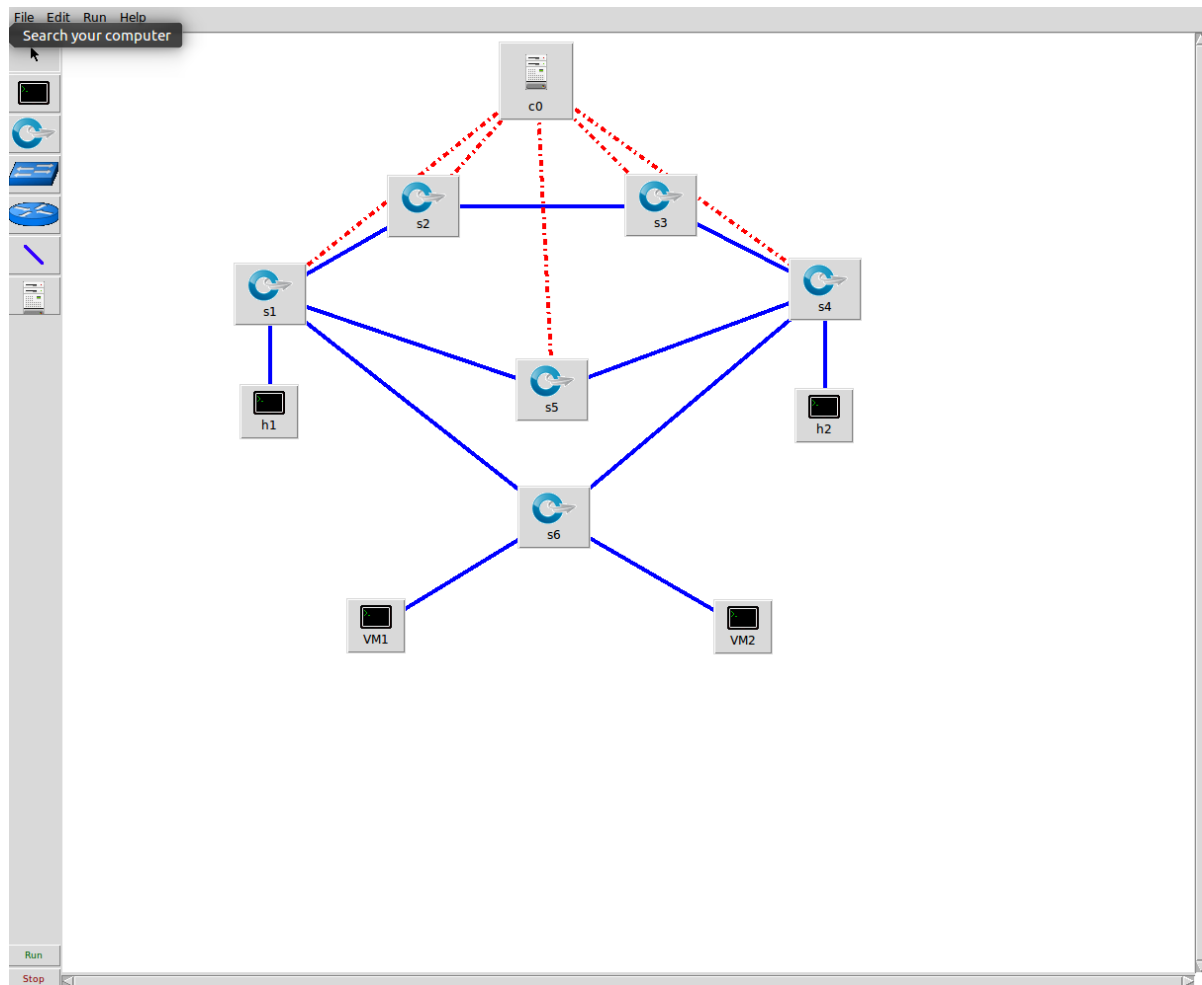 File Edit Run Help
Search your computer
c0
s2
s3
s1
s4
s5
h1
h2
s6
VM1
VM2
Run
Stop